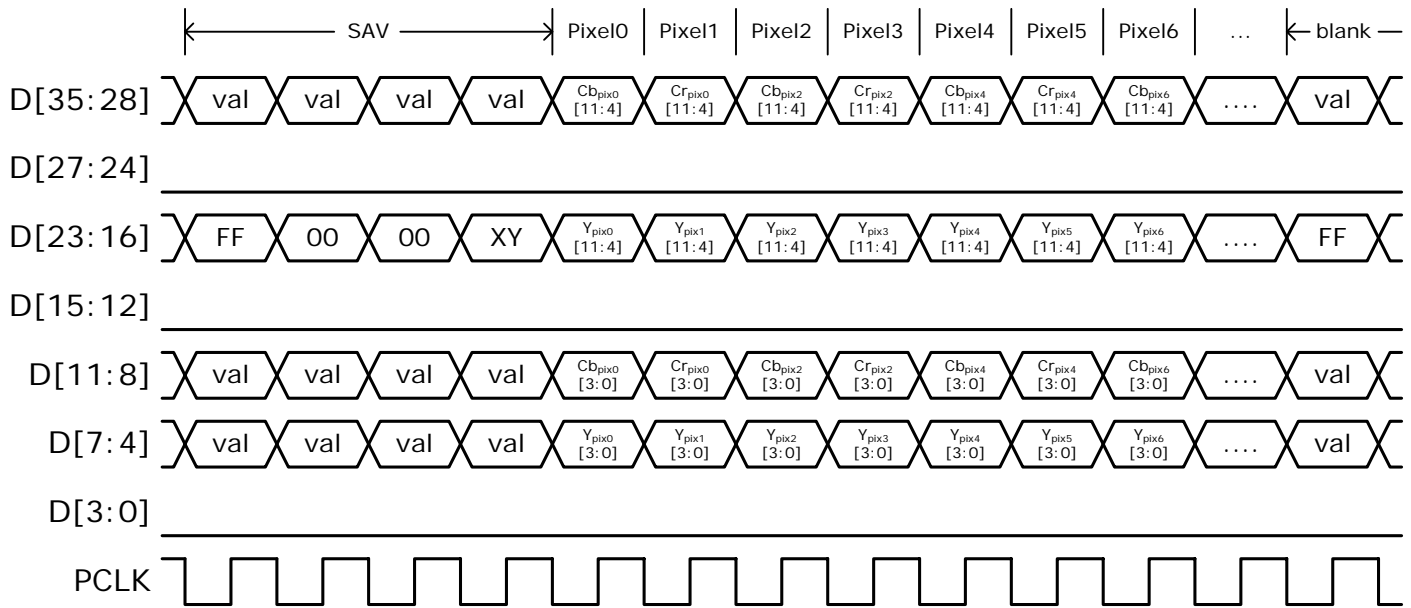 SAV Pixel0 Pixel1 Pixel2 Pixel3 Pixel4 Pixel5 Pixel6 ... blank
D[35:28] val val val val Cbpix0 [11:4] Crpix0 [11:4] Cbpix2 [11:4] Crpix2 [11:4] Cbpix4 [11:4] Crpix4 [11:4] Cbpix6 [11:4] .... val
D[27:24]
D[23:16] FF 00 00 XY Ypix0 [11:4] Ypix1 [11:4] Ypix2 [11:4] Ypix3 [11:4] Ypix4 [11:4] Ypix5 [11:4] Ypix6 [11:4] .... FF
D[15:12]
D[11:8] val val val val Cbpix0 [3:0] Crpix0 [3:0] Cbpix2 [3:0] Crpix2 [3:0] Cbpix4 [3:0] Crpix4 [3:0] Cbpix6 [3:0] .... val
D[7:4] val val val val Ypix0 [3:0] Ypix1 [3:0] Ypix2 [3:0] Ypix3 [3:0] Ypix4 [3:0] Ypix5 [3:0] Ypix6 [3:0] .... val
D[3:0]
PCLK